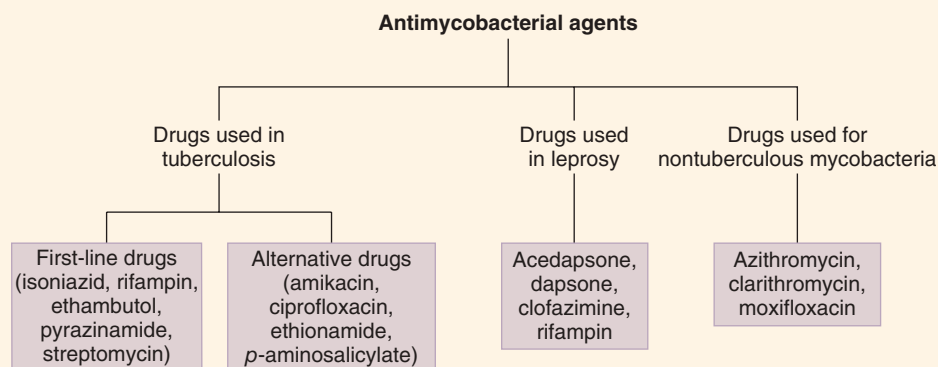 Antimycobacterial agents
Drugs used in
tuberculosis
Drugs used
in leprosy
Drugs used for
nontuberculous mycobacteria
First-line drugs
(isoniazid, rifampin,
ethambutol,
pyrazinamide,
streptomycin)
Alternative drugs
(amikacin,
ciprofloxacin,
ethionamide,
p-aminosalicylate)
Acedapsone,
dapsone,
clofazimine,
rifampin
Azithromycin,
clarithromycin,
moxifloxacin